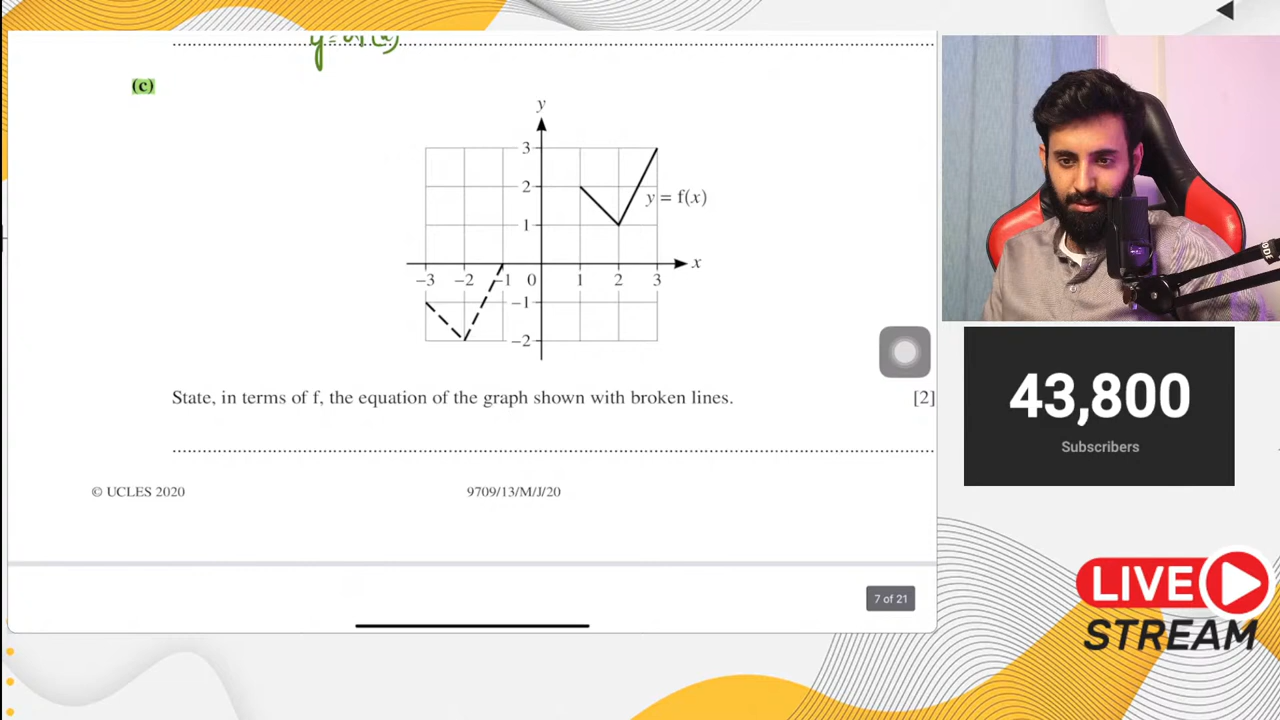 (c)
y
3
2
y = f(x)
1
x
−3 −2 −1 0 1 2 3
−1
−2
State, in terms of f, the equation of the graph shown with broken lines. [2]
© UCLES 2020 9709/13/M/J/20
7 of 21
43,800
Subscribers
LIVE
STREAM